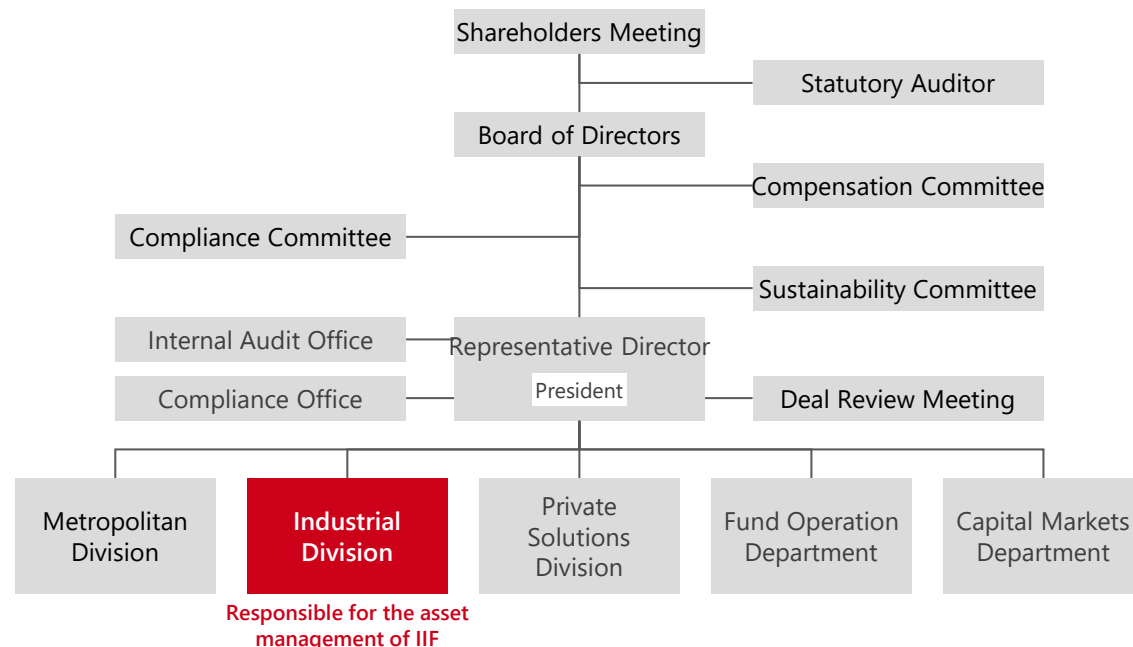 Shareholders Meeting
Statutory Auditor
Board of Directors
Compensation Committee
Compliance Committee
Sustainability Committee
Internal Audit Office
Representative Director
President
Compliance Office
Deal Review Meeting
Metropolitan
Division
Industrial
Division
Private
Solutions
Division
Fund Operation
Department
Capital Markets
Department
Responsible for the asset
management of IIF